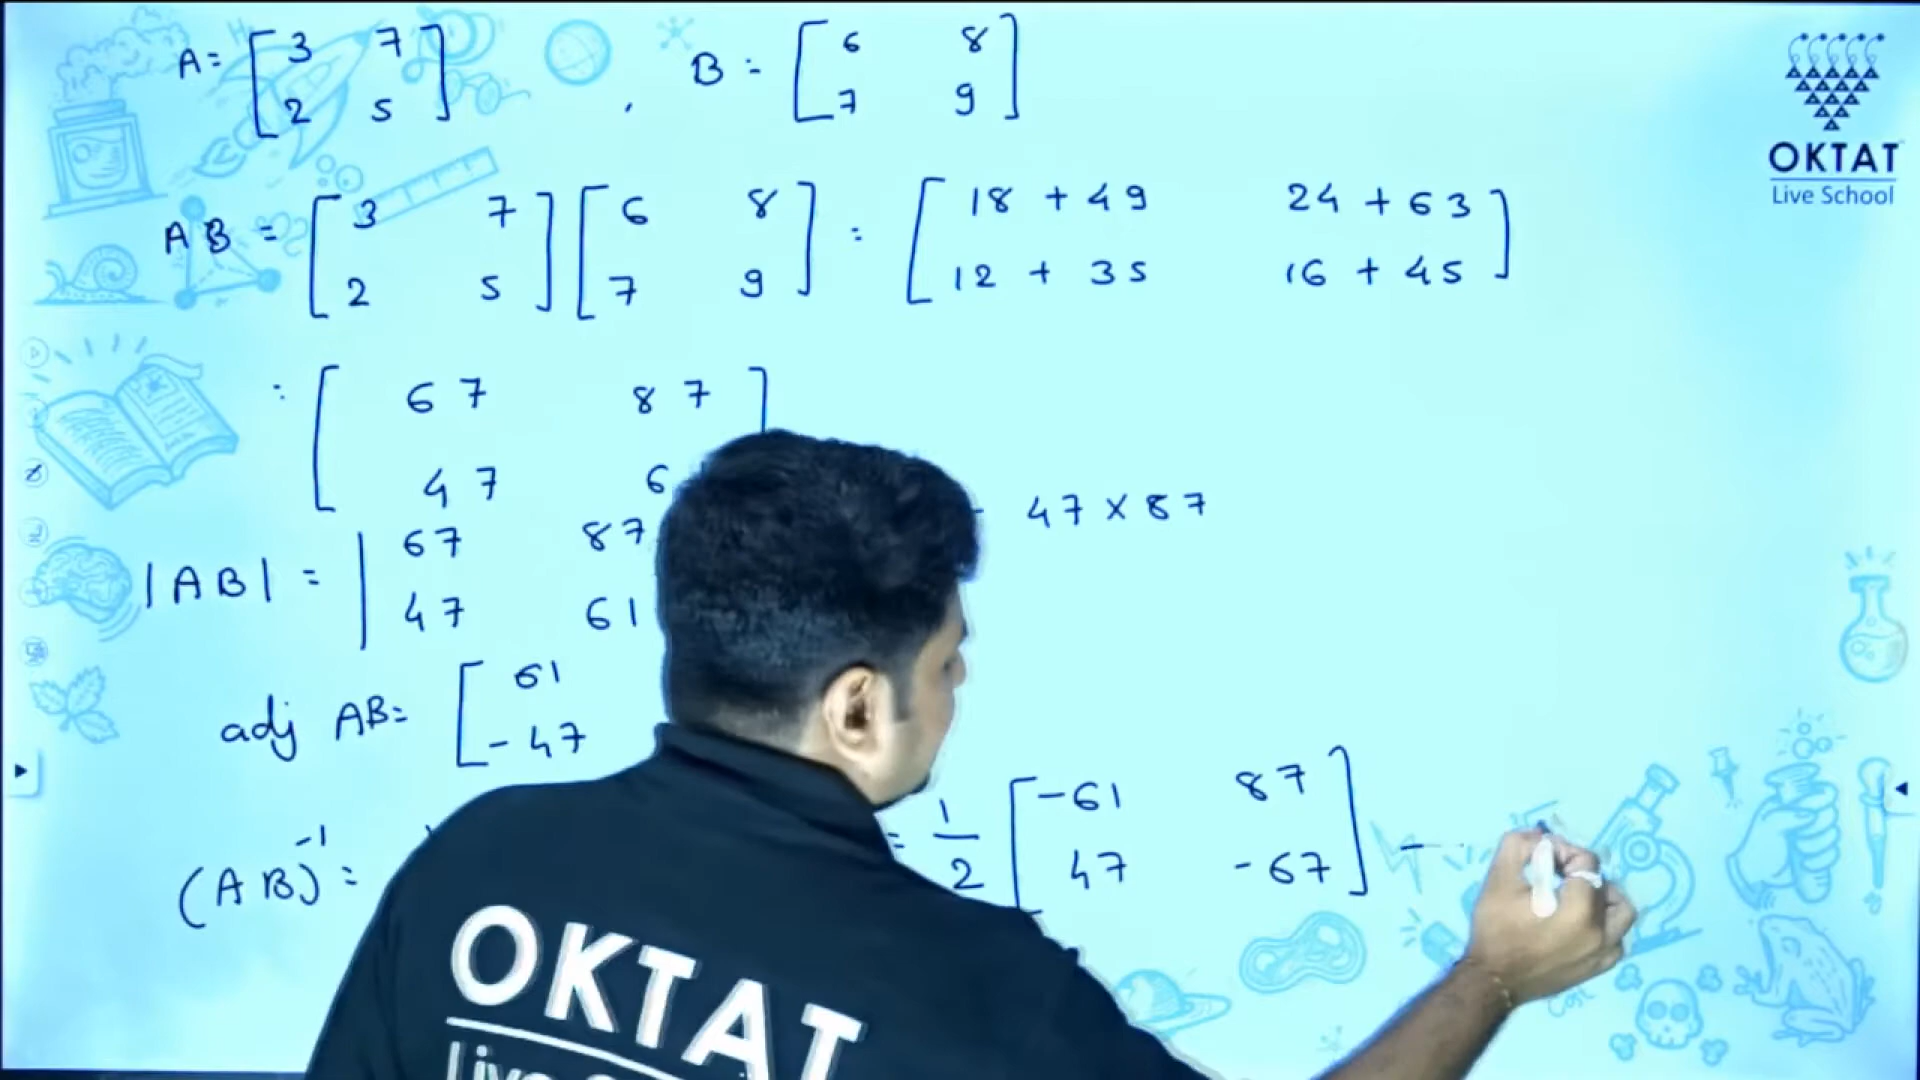 A= [3 7
2 5] , B = [6 8
7 9]
OKTAT
Live School
AB = [3 7
2 5] [6 8
7 9] = [18 + 49 24 + 63
12 + 35 16 + 45]
= [67 87
47 6
|AB| = |67 87
47 61
- 47 × 87
adj AB= [61
-47
(AB)⁻¹ =
= 1/2 [-61 87
47 -67] -
OKTAT